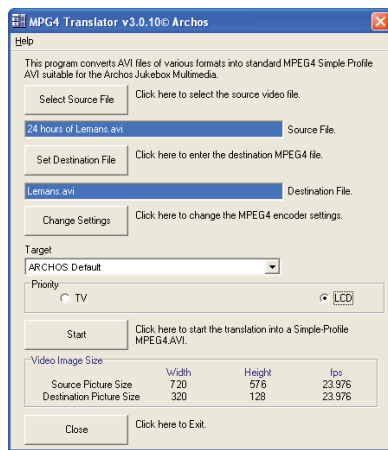 MPG4 Translator v3.0.10© Archos
Help
This program converts AVI files of various formats into standard MPEG4 Simple Profile
AVI suitable for the Archos Jukebox Multimedia.
Select Source File
Click here to select the source video file.
24 hours of Lemans.avi
Source File.
Set Destination File
Click here to enter the destination MPEG4 file.
Lemans.avi
Destination File.
Change Settings
Click here to change the MPEG4 encoder settings.
Target
ARCHOS Default
Priority
TV
LCD
Start
Click here to start the translation into a Simple-Profile
MPEG4.AVI.
Video Image Size
Width Height fps
Source Picture Size 720 576 23.976
Destination Picture Size 320 128 23.976
Close
Click here to Exit.